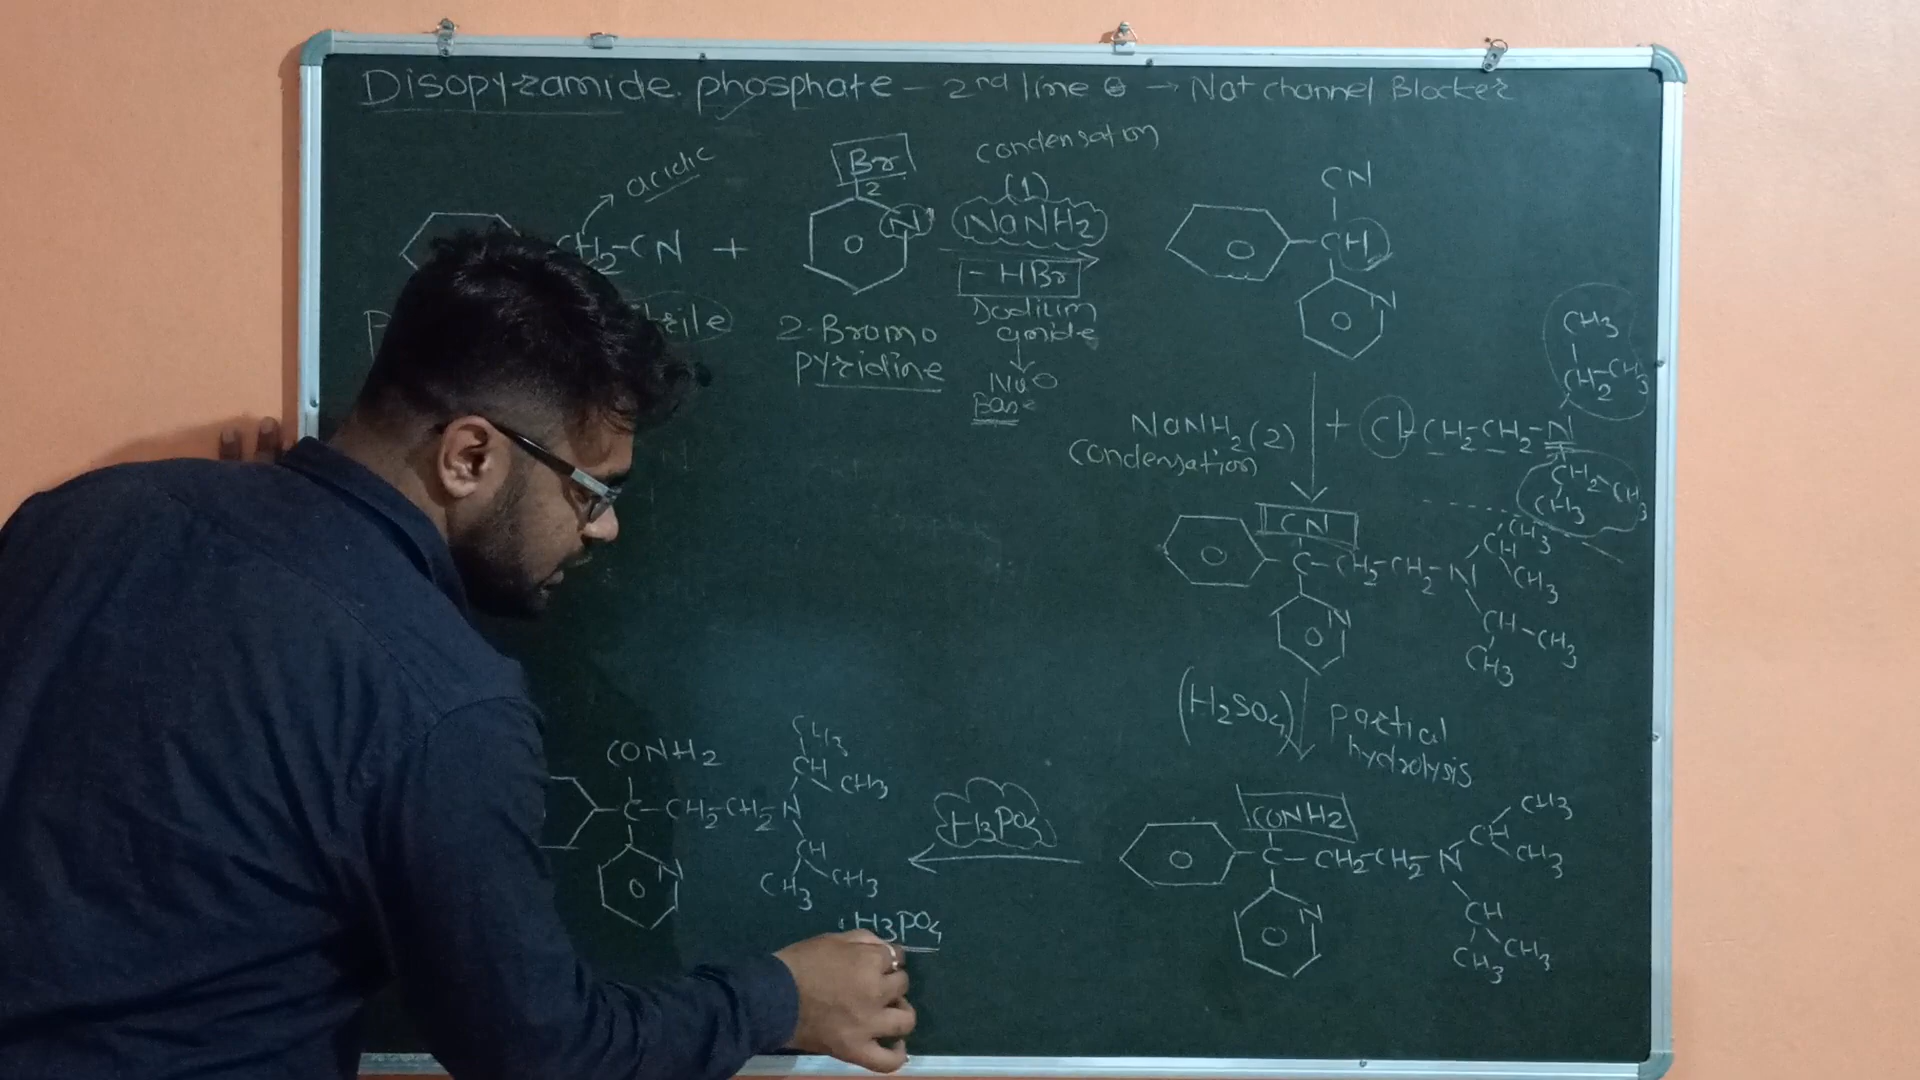 Disopyramide phosphate - 2nd line → Na+ channel Blocker
acidic
Br
2
N
condensation
(1)
NaNH2
- HBr
Sodium
amide
Base
CH2-CN +
2-Bromo
pyridine
CN
CH
N
NaNH2(2)
condensation
+ Cl-CH2-CH2-N
CH3
CH2-CH3
CH2-CH3
CH3
CN
C-CH2-CH2-N
CH3
CH
CH3
CH-CH3
CH3
N
(H2SO4)
partial
hydrolysis
CONH2
C-CH2-CH2-N
CH3
CH
CH3
CH
CH3 CH3
N
H3PO4
CONH2
C-CH2-CH2-N
CH3
CH
CH3
CH
CH3 CH3
N
H3PO4